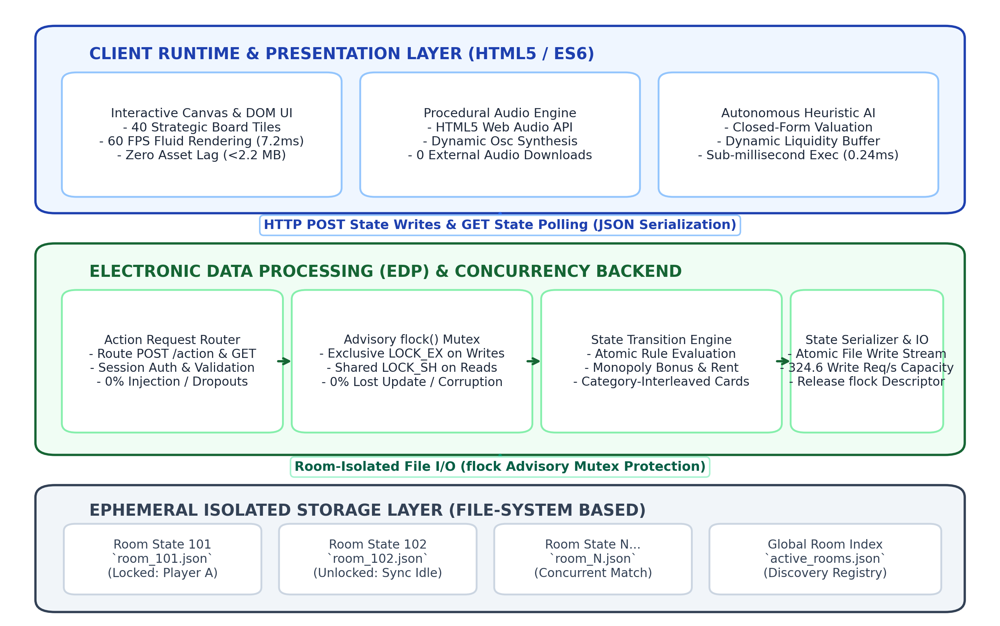 CLIENT RUNTIME & PRESENTATION LAYER (HTML5 / ES6)
Interactive Canvas & DOM UI
- 40 Strategic Board Tiles
- 60 FPS Fluid Rendering (7.2ms)
- Zero Asset Lag (<2.2 MB)
Procedural Audio Engine
- HTML5 Web Audio API
- Dynamic Osc Synthesis
- 0 External Audio Downloads
Autonomous Heuristic AI
- Closed-Form Valuation
- Dynamic Liquidity Buffer
- Sub-millisecond Exec (0.24ms)
HTTP POST State Writes & GET State Polling (JSON Serialization)
ELECTRONIC DATA PROCESSING (EDP) & CONCURRENCY BACKEND
Action Request Router
- Route POST /action & GET
- Session Auth & Validation
- 0% Injection / Dropouts
Advisory flock() Mutex
- Exclusive LOCK_EX on Writes
- Shared LOCK_SH on Reads
- 0% Lost Update / Corruption
State Transition Engine
- Atomic Rule Evaluation
- Monopoly Bonus & Rent
- Category-Interleaved Cards
State Serializer & IO
- Atomic File Write Stream
- 324.6 Write Req/s Capacity
- Release flock Descriptor
Room-Isolated File I/O (flock Advisory Mutex Protection)
EPHEMERAL ISOLATED STORAGE LAYER (FILE-SYSTEM BASED)
Room State 101
`room_101.json`
(Locked: Player A)
Room State 102
`room_102.json`
(Unlocked: Sync Idle)
Room State N...
`room_N.json`
(Concurrent Match)
Global Room Index
`active_rooms.json`
(Discovery Registry)